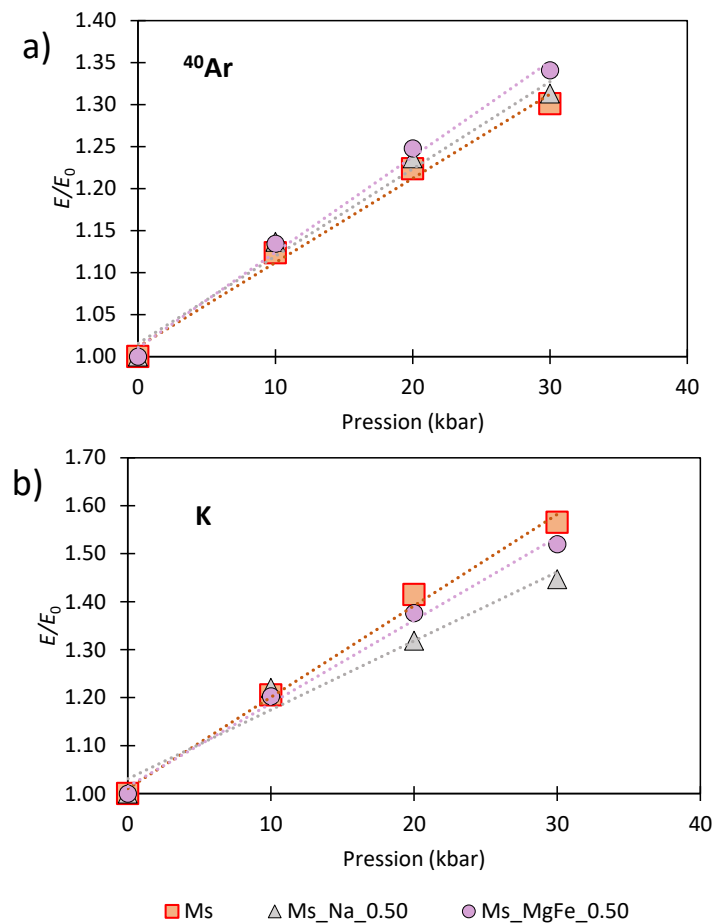 a)
⁴⁰Ar
E/E₀
1.40
1.35
1.30
1.25
1.20
1.15
1.10
1.05
1.00
0 10 20 30 40
Pression (kbar)
b)
K
E/E₀
1.70
1.60
1.50
1.40
1.30
1.20
1.10
1.00
0 10 20 30 40
Pression (kbar)
Ms Ms_Na_0.50 Ms_MgFe_0.50